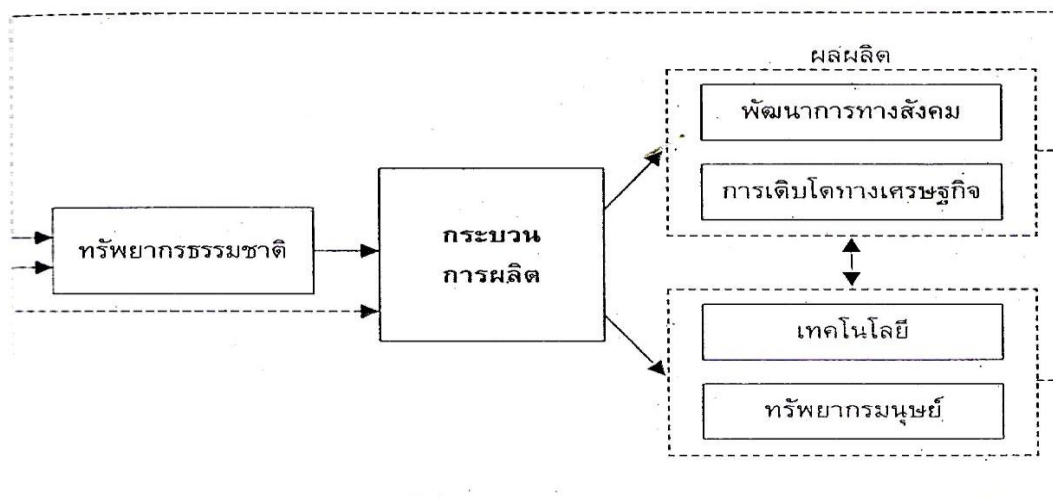 ผลผลิต
พัฒนาการทางสังคม
การเติบโตทางเศรษฐกิจ
ทรัพยากรธรรมชาติ
กระบวน
การผลิต
เทคโนโลยี
ทรัพยากรมนุษย์